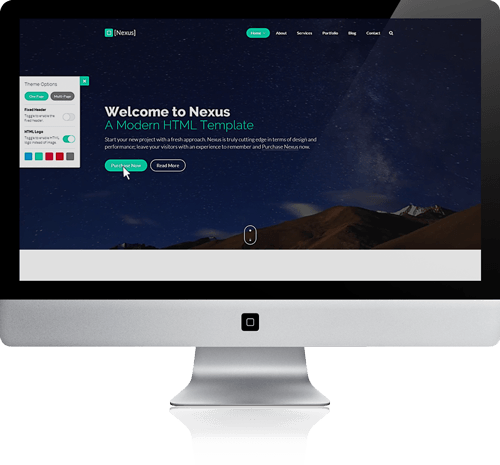 [Nexus]
Home
About
Services
Portfolio
Blog
Contact
Theme Options
One Page
Multi Page
Fixed Header
Toggle to enable the
fixed header.
HTML Logo
Toggle to enable HTML
logo instead of image.
Welcome to Nexus
A Modern HTML Template
Start your new project with a fresh approach. Nexus is truly cutting edge in terms of design and
performance; leave your visitors with an experience to remember and Purchase Nexus now.
Purchase Now
Read More